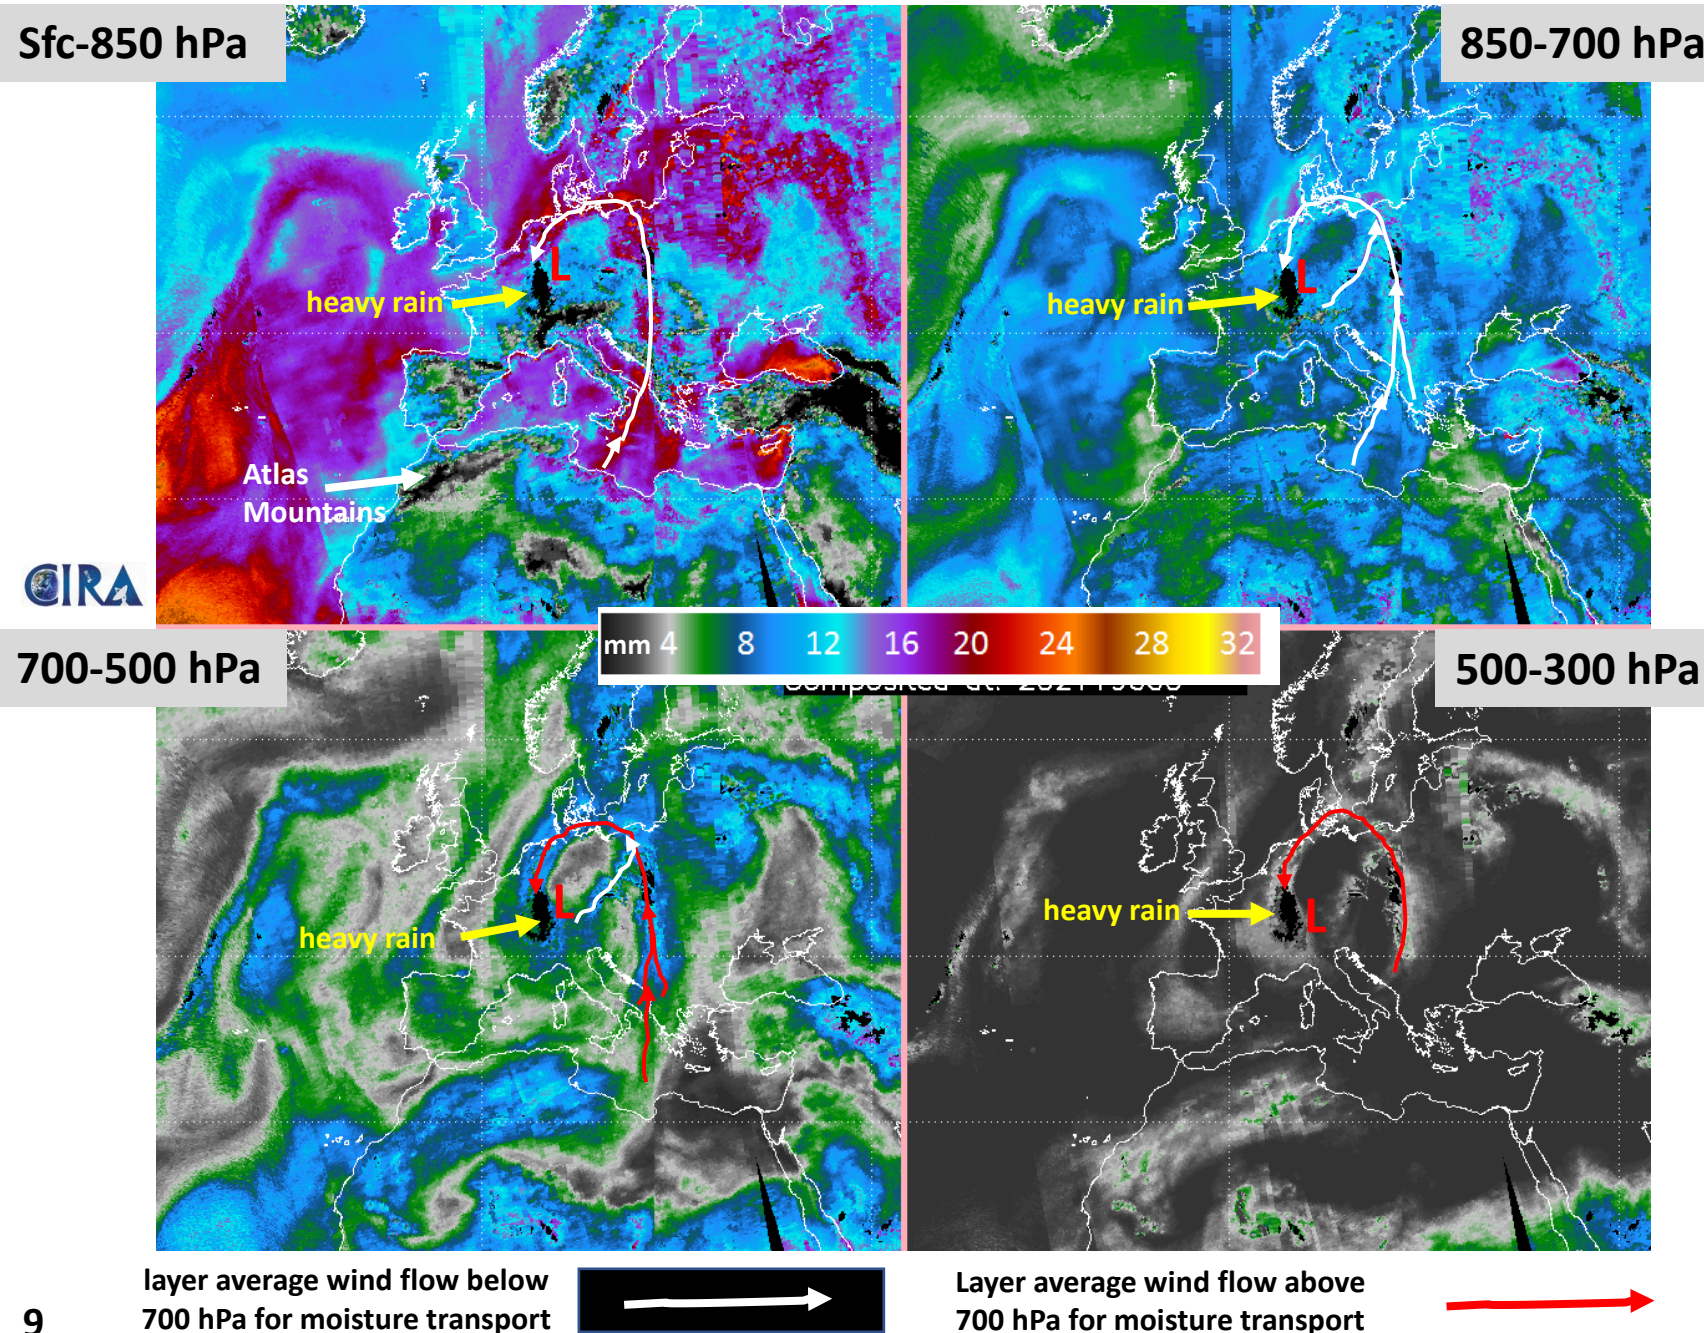 Sfc-850 hPa
850-700 hPa
L
heavy rain
L
heavy rain
Atlas
Mountains
CIRA
mm 4 8 12 16 20 24 28 32
700-500 hPa
500-300 hPa
L
heavy rain
L
heavy rain
layer average wind flow below
700 hPa for moisture transport
Layer average wind flow above
700 hPa for moisture transport
9